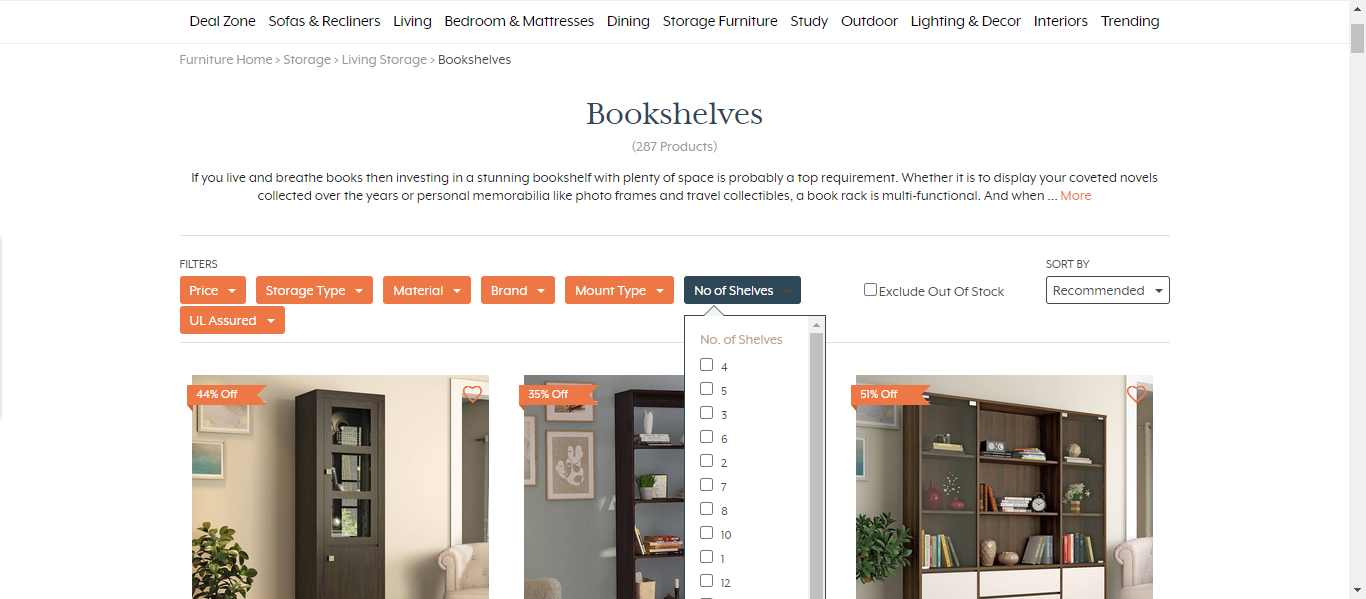 Deal Zone Sofas & Recliners Living Bedroom & Mattresses Dining Storage Furniture Study Outdoor Lighting & Decor Interiors Trending
Furniture Home > Storage > Living Storage > Bookshelves
Bookshelves
(287 Products)
If you live and breathe books then investing in a stunning bookshelf with plenty of space is probably a top requirement. Whether it is to display your coveted novels
collected over the years or personal memorabilia like photo frames and travel collectibles, a book rack is multi-functional. And when ... More
FILTERS
SORT BY
Price Storage Type Material Brand Mount Type No of Shelves
Exclude Out Of Stock
Recommended
UL Assured
No. of Shelves
4
5
3
6
2
7
8
10
1
12
44% Off
35% Off
51% Off